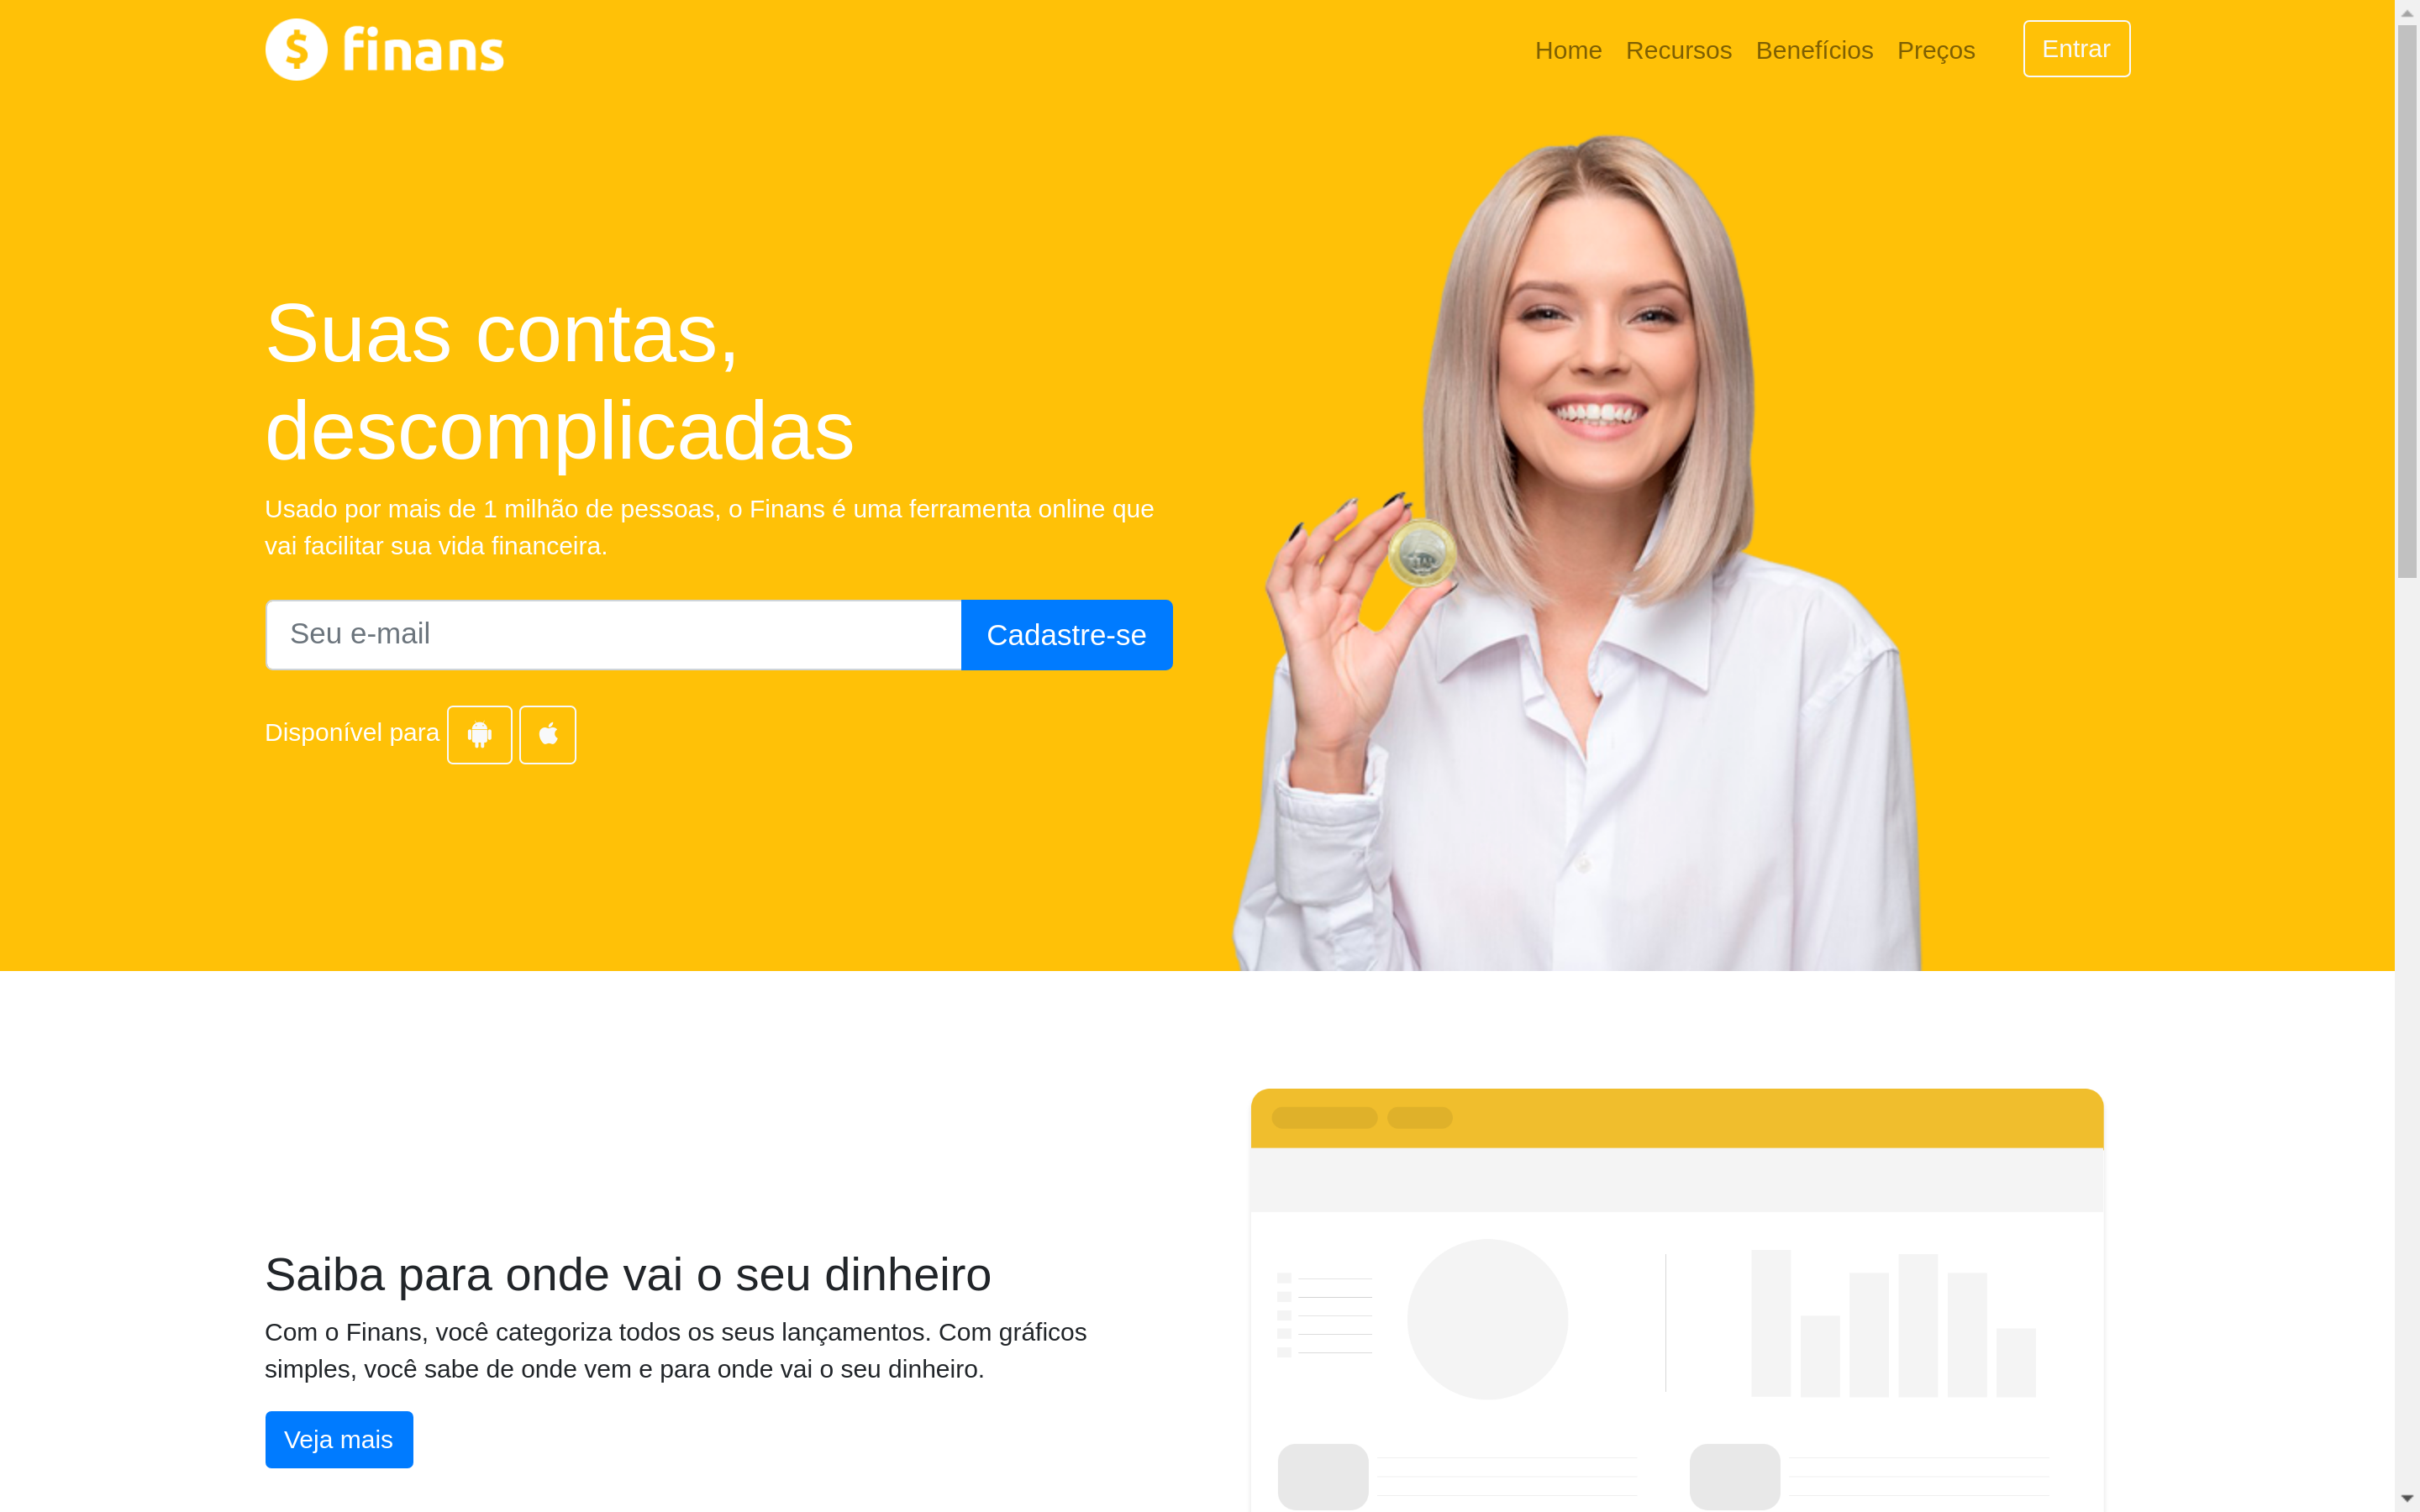 $ finans
Home Recursos Benefícios Preços Entrar
Suas contas,
descomplicadas
Usado por mais de 1 milhão de pessoas, o Finans é uma ferramenta online que
vai facilitar sua vida financeira.
Seu e-mail Cadastre-se
Disponível para
Saiba para onde vai o seu dinheiro
Com o Finans, você categoriza todos os seus lançamentos. Com gráficos
simples, você sabe de onde vem e para onde vai o seu dinheiro.
Veja mais